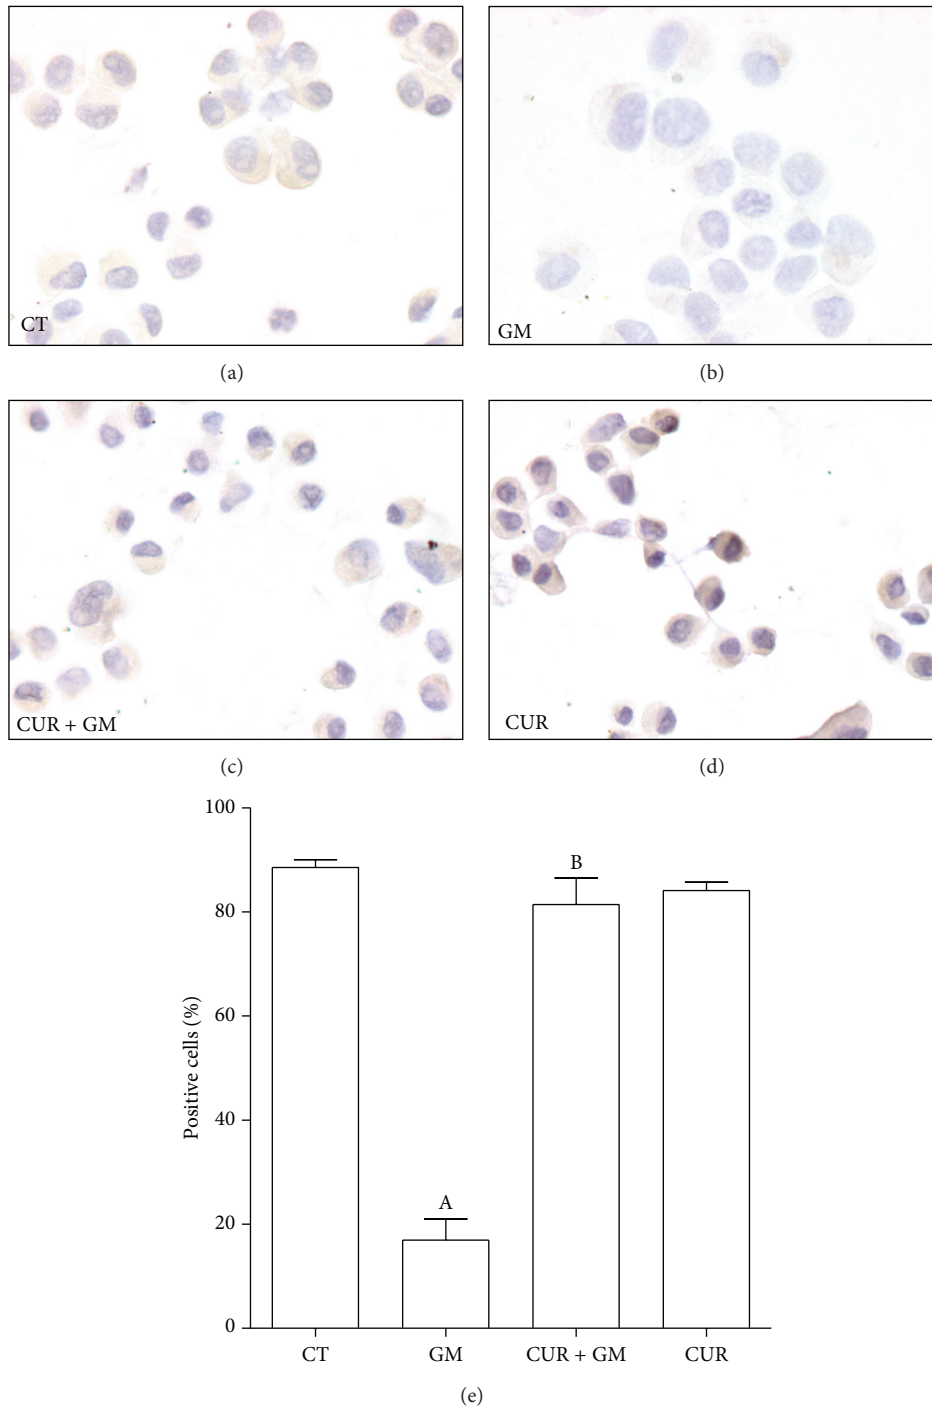 CT
GM
(a)
(b)
CUR + GM
CUR
(c)
(d)
100
80
60
40
20
0
Positive cells (%)
A
B
CT
GM
CUR + GM
CUR
(e)